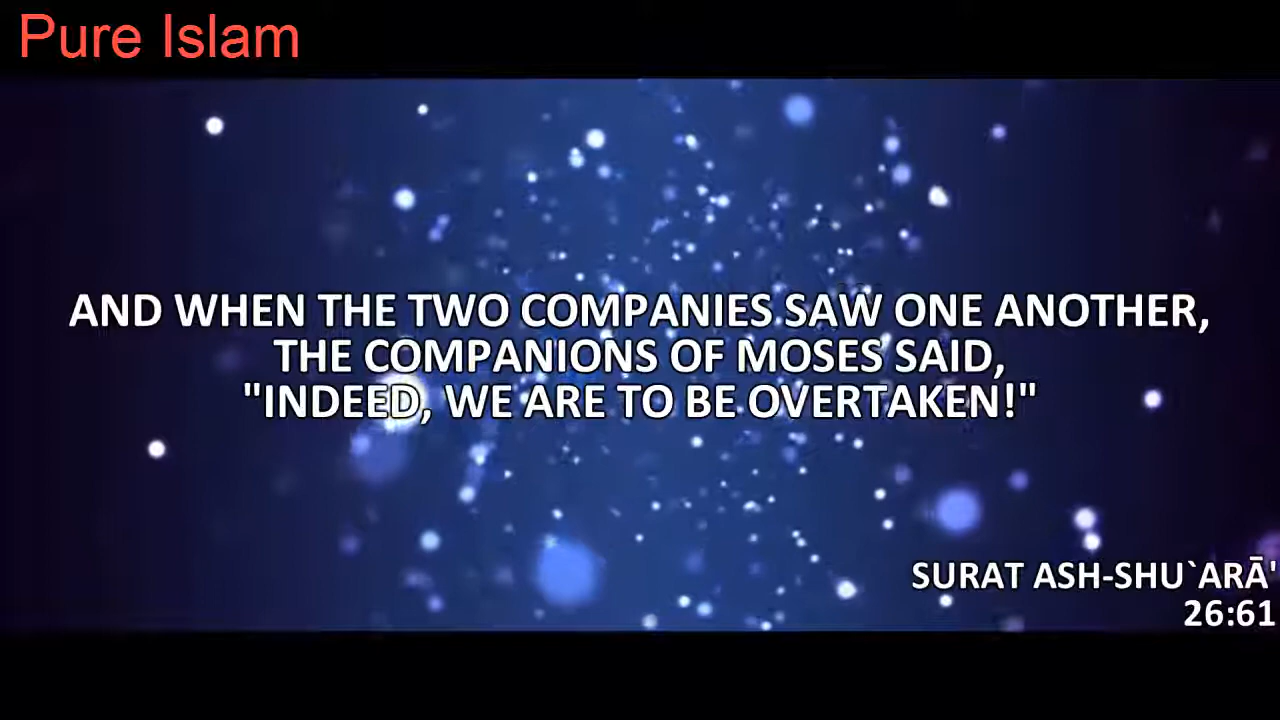 Pure Islam
AND WHEN THE TWO COMPANIES SAW ONE ANOTHER,
THE COMPANIONS OF MOSES SAID,
"INDEED, WE ARE TO BE OVERTAKEN!"
SURAT ASH-SHU`ARĀ'
26:61